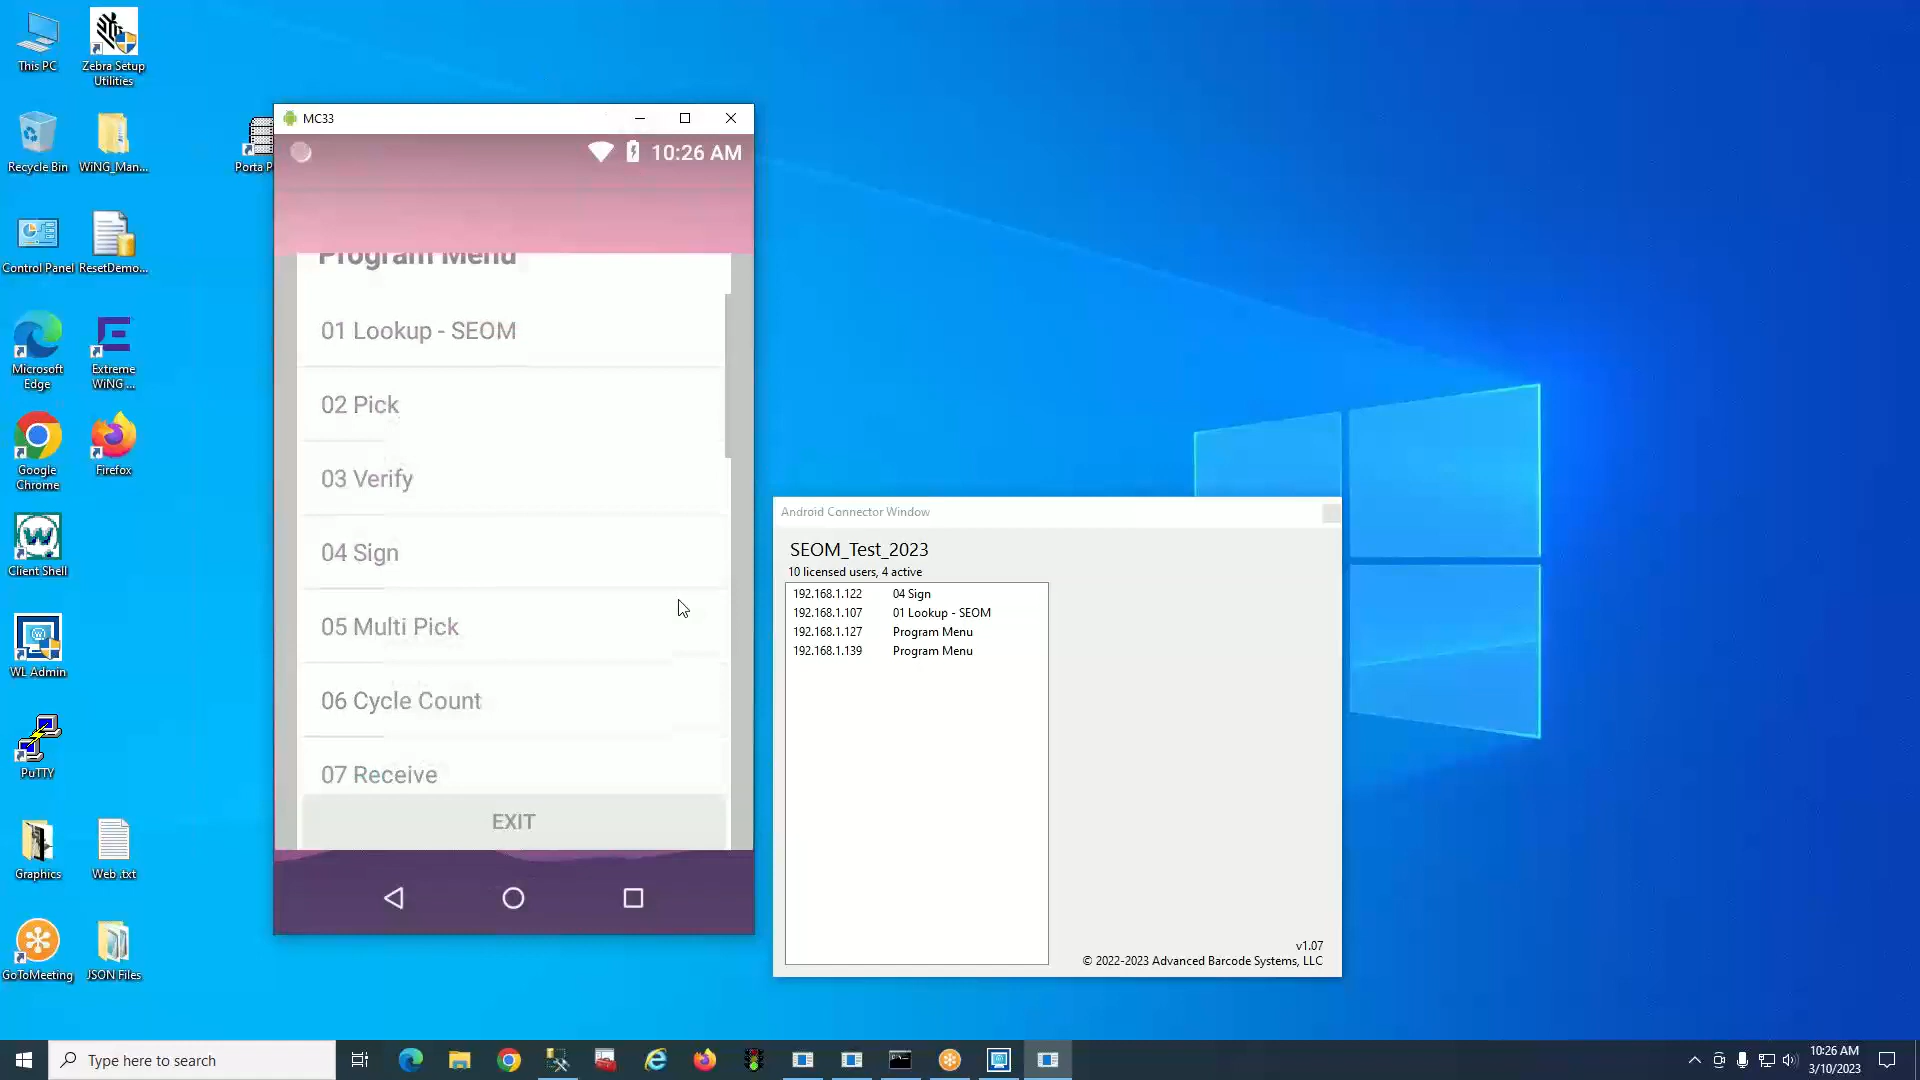 This PC
Zebra Setup
Utilities
Recycle Bin
WiNG_Man...
Porta P
Control Panel
ResetDemo...
Microsoft
Edge
Extreme
WiNG ...
Google
Chrome
Firefox
Client Shell
WL Admin
PuTTY
Graphics
Web .txt
GoToMeeting
JSON Files
MC33
10:26 AM
Program Menu
01 Lookup - SEOM
02 Pick
03 Verify
04 Sign
05 Multi Pick
06 Cycle Count
07 Receive
EXIT
Android Connector Window
SEOM_Test_2023
10 licensed users, 4 active
192.168.1.122 04 Sign
192.168.1.107 01 Lookup - SEOM
192.168.1.127 Program Menu
192.168.1.139 Program Menu
v1.07
© 2022-2023 Advanced Barcode Systems, LLC
Type here to search
10:26 AM
3/10/2023